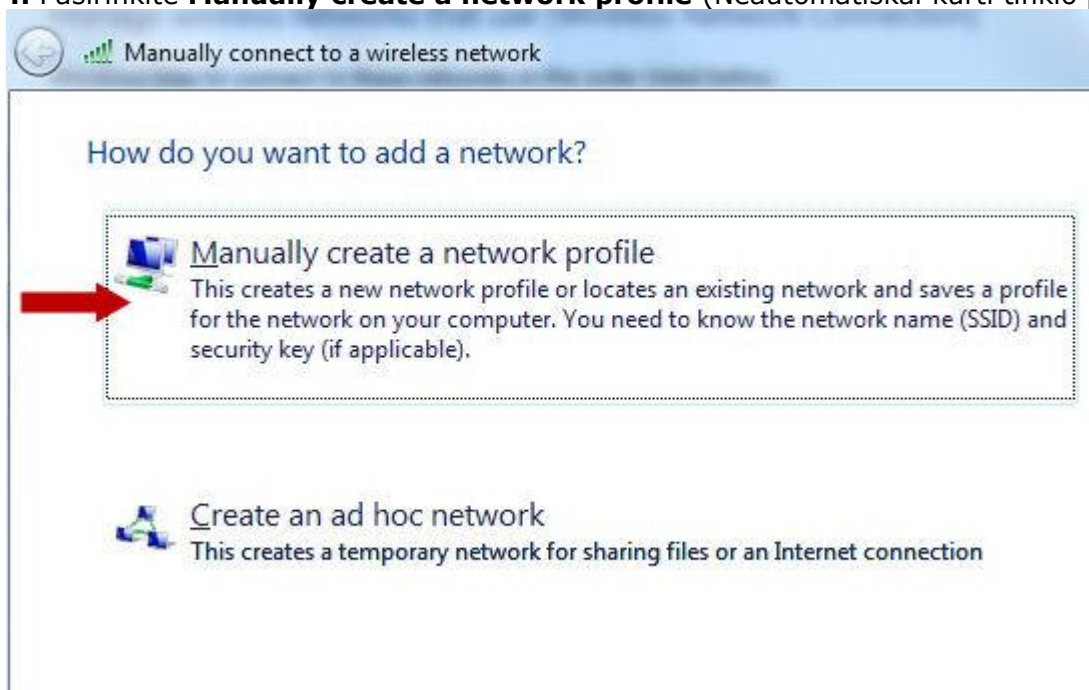 Pasirinkite Manually create a network profile (Neautomatiškai kurti tinklo
Manually connect to a wireless network
How do you want to add a network?
Manually create a network profile
This creates a new network profile or locates an existing network and saves a profile
for the network on your computer. You need to know the network name (SSID) and
security key (if applicable).
Create an ad hoc network
This creates a temporary network for sharing files or an Internet connection